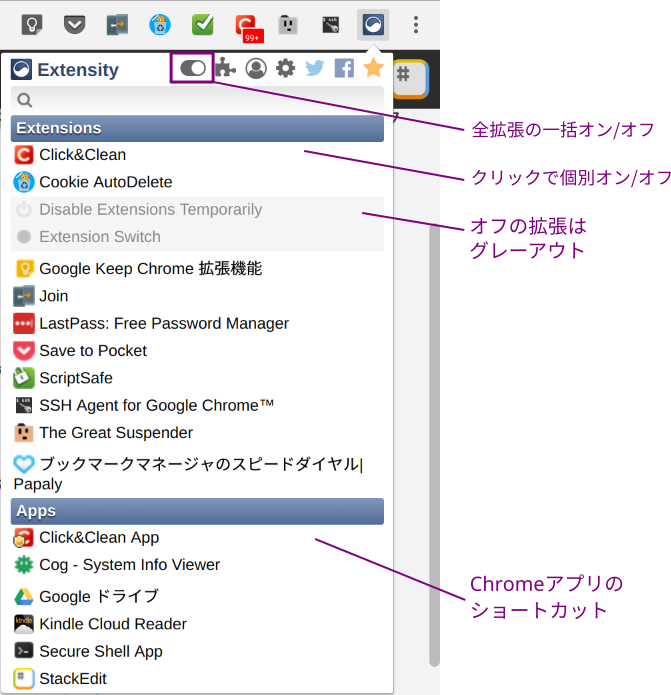 99+
Extensity
#
全拡張の一括オン/オフ
Extensions
Click&Clean
クリックで個別オン/オフ
Cookie AutoDelete
Disable Extensions Temporarily
オフの拡張は
グレーアウト
Extension Switch
Google Keep Chrome 拡張機能
Join
LastPass: Free Password Manager
Save to Pocket
ScriptSafe
SSH Agent for Google Chrome™
The Great Suspender
ブックマークマネージャのスピードダイヤル|
Papaly
Apps
Click&Clean App
Cog - System Info Viewer
Chromeアプリの
ショートカット
Google ドライブ
kindle
Kindle Cloud Reader
Secure Shell App
#
StackEdit